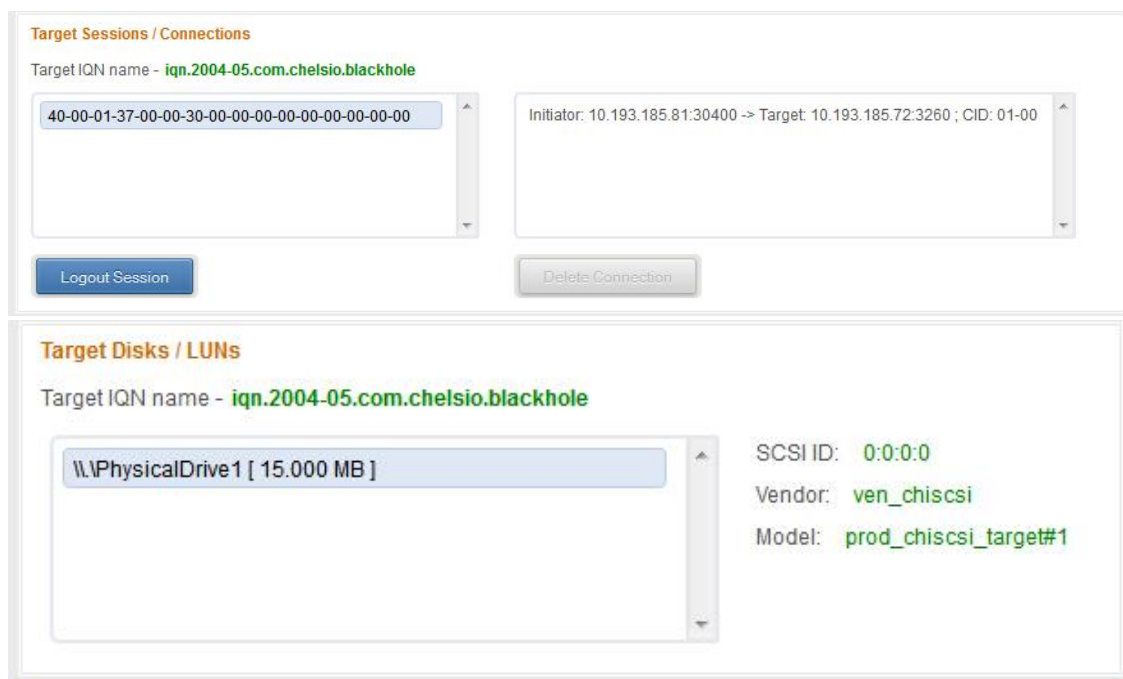 Target Sessions / Connections
Target IQN name - iqn.2004-05.com.chelsio.blackhole
40-00-01-37-00-00-30-00-00-00-00-00-00-00-00-00
Initiator: 10.193.185.81:30400 -> Target: 10.193.185.72:3260 ; CID: 01-00
Logout Session
Delete Connection
Target Disks / LUNs
Target IQN name - iqn.2004-05.com.chelsio.blackhole
\\.\PhysicalDrive1 [ 15.000 MB ]
SCSI ID: 0:0:0:0
Vendor: ven_chiscsi
Model: prod_chiscsi_target#1